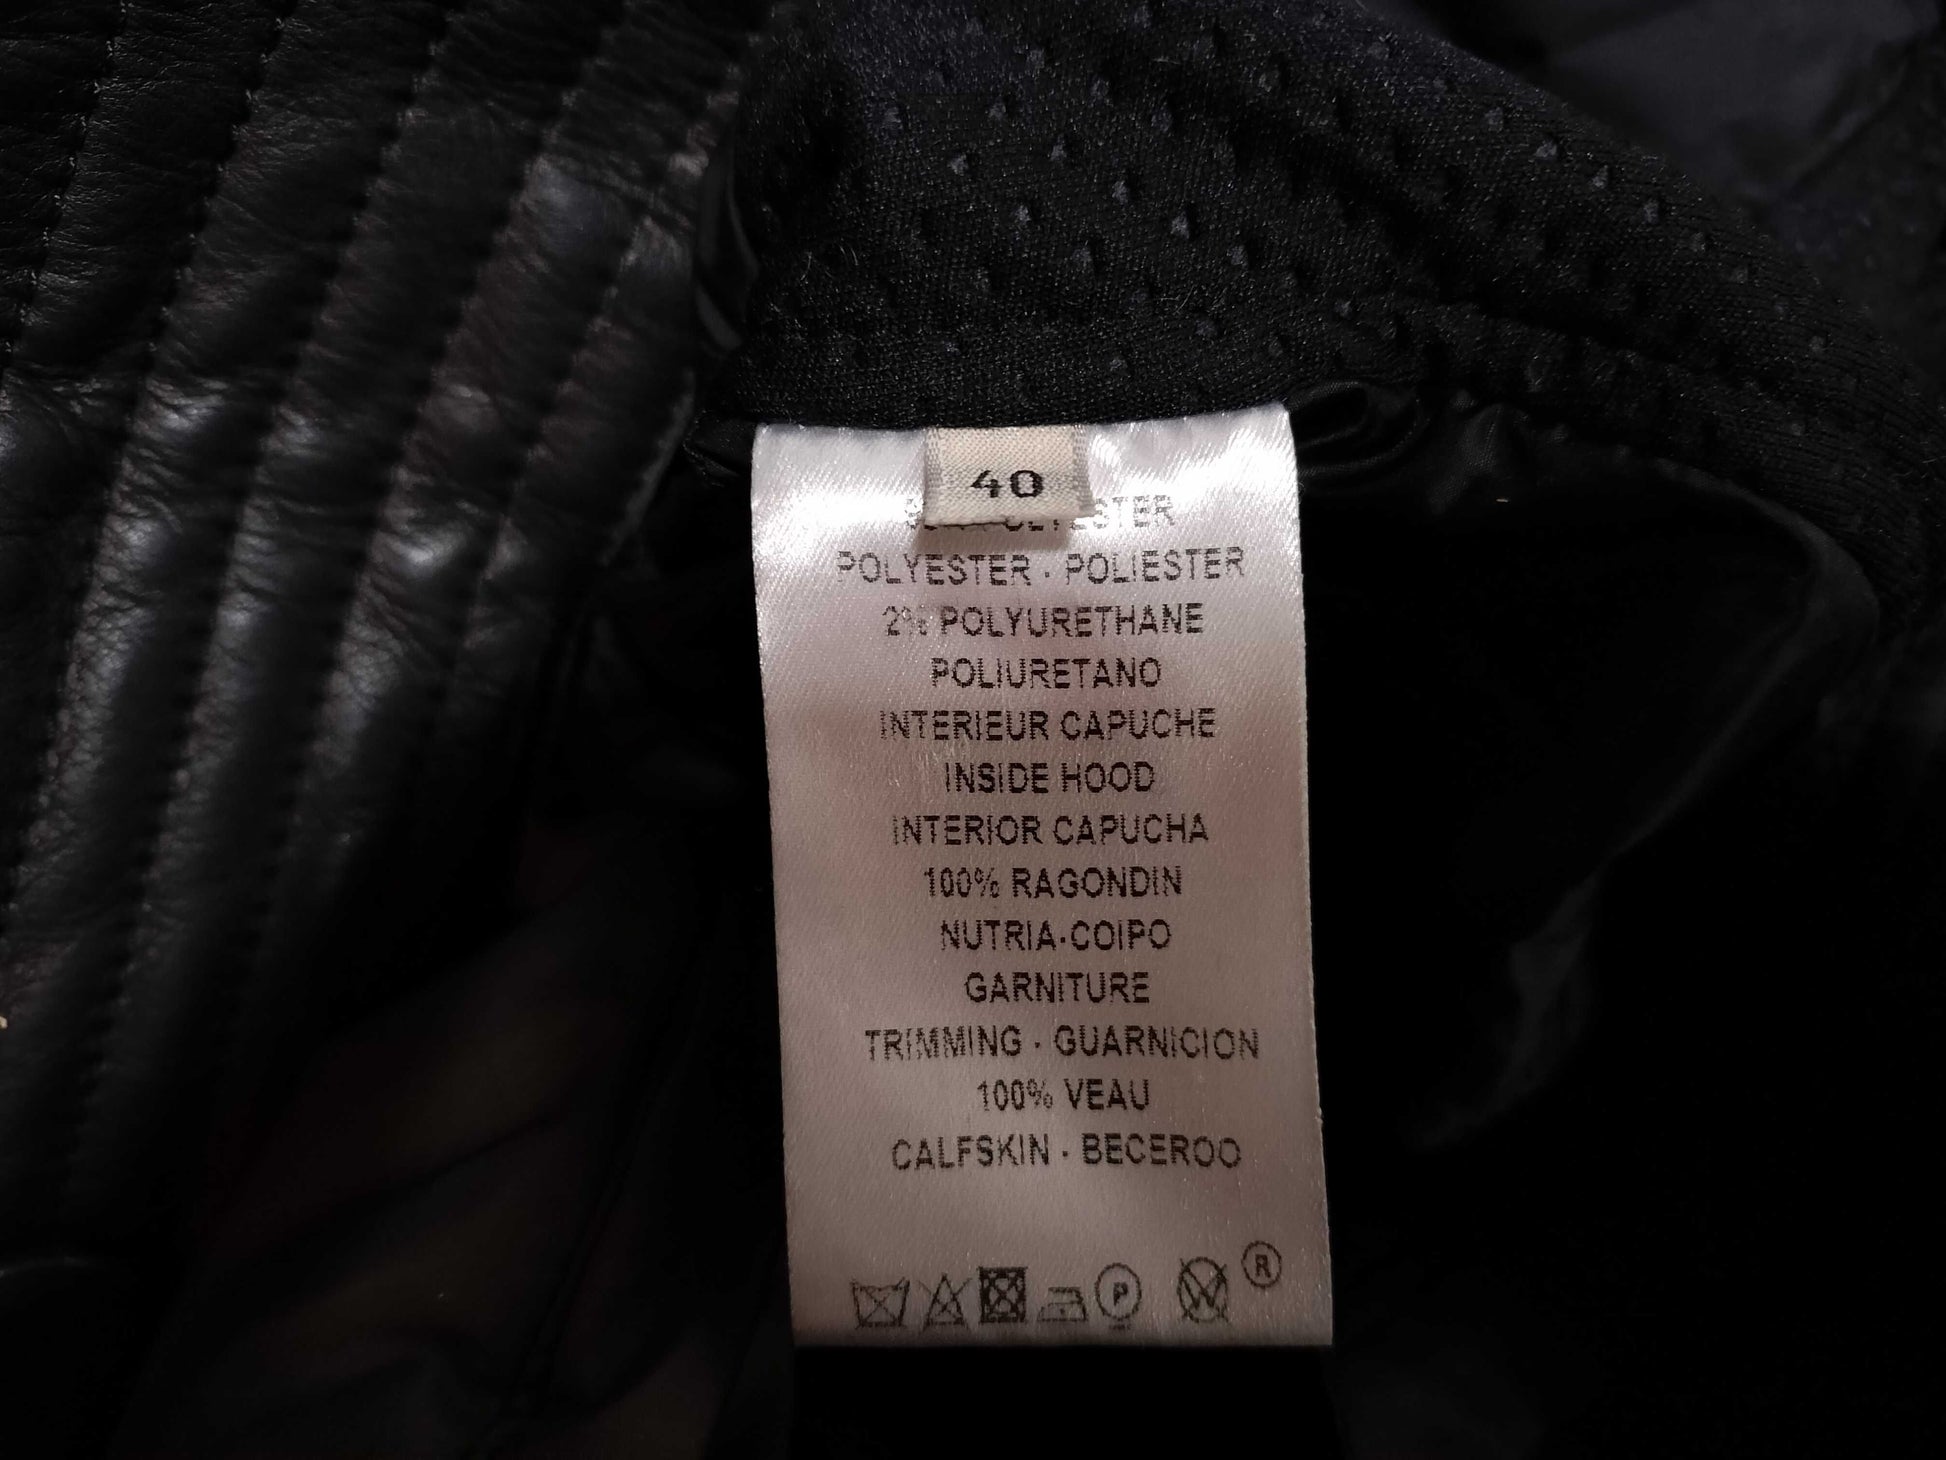 40
POLYESTER · POLIESTER
2% POLYURETHANE
POLIURETANO
INTERIEUR CAPUCHE
INSIDE HOOD
INTERIOR CAPUCHA
100% RAGONDIN
NUTRIA·COIPO
GARNITURE
TRIMMING · GUARNICION
100% VEAU
CALFSKIN · BECEROO
P W ®